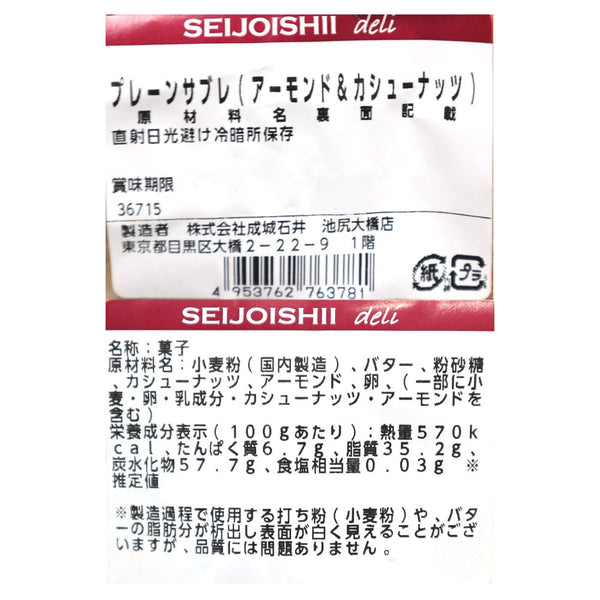 SEIJOISHII deli
プレーンサブレ(アーモンド&カシューナッツ)
原材料名裏面記載
直射日光避け冷暗所保存
賞味期限
36715
製造者 株式会社成城石井 池尻大橋店
東京都目黒区大橋2-22-9 1階
紙 プラ
4 953762 763781
SEIJOISHII deli
名称:菓子
原材料名:小麦粉(国内製造)、バター、粉砂糖
、カシューナッツ、アーモンド、卵、(一部に小
麦・卵・乳成分・カシューナッツ・アーモンドを
含む)
栄養成分表示(100gあたり):熱量570k
cal、たんぱく質6.7g、脂質35.2g、
炭水化物57.7g、食塩相当量0.03g ※
推定値
※製造過程で使用する打ち粉(小麦粉)や、バタ
ーの脂肪分が析出し表面が白く見えることがござ
いますが、品質には問題ありません。